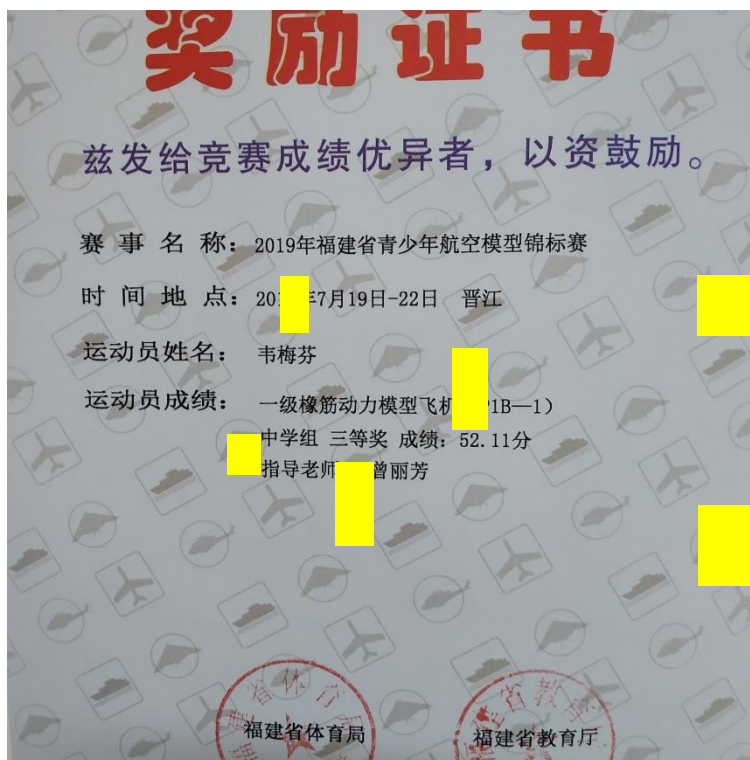 奖励证书
兹发给竞赛成绩优异者，以资鼓励。
赛事名称：2019年福建省青少年航空模型锦标赛
时间地点：20 年7月19日-22日 晋江
运动员姓名：韦梅芬
运动员成绩：一级橡筋动力模型飞机 P1B—1）
中学组 三等奖 成绩：52.11分
指导老师 曾丽芳
福建省体育局
福建省教育厅